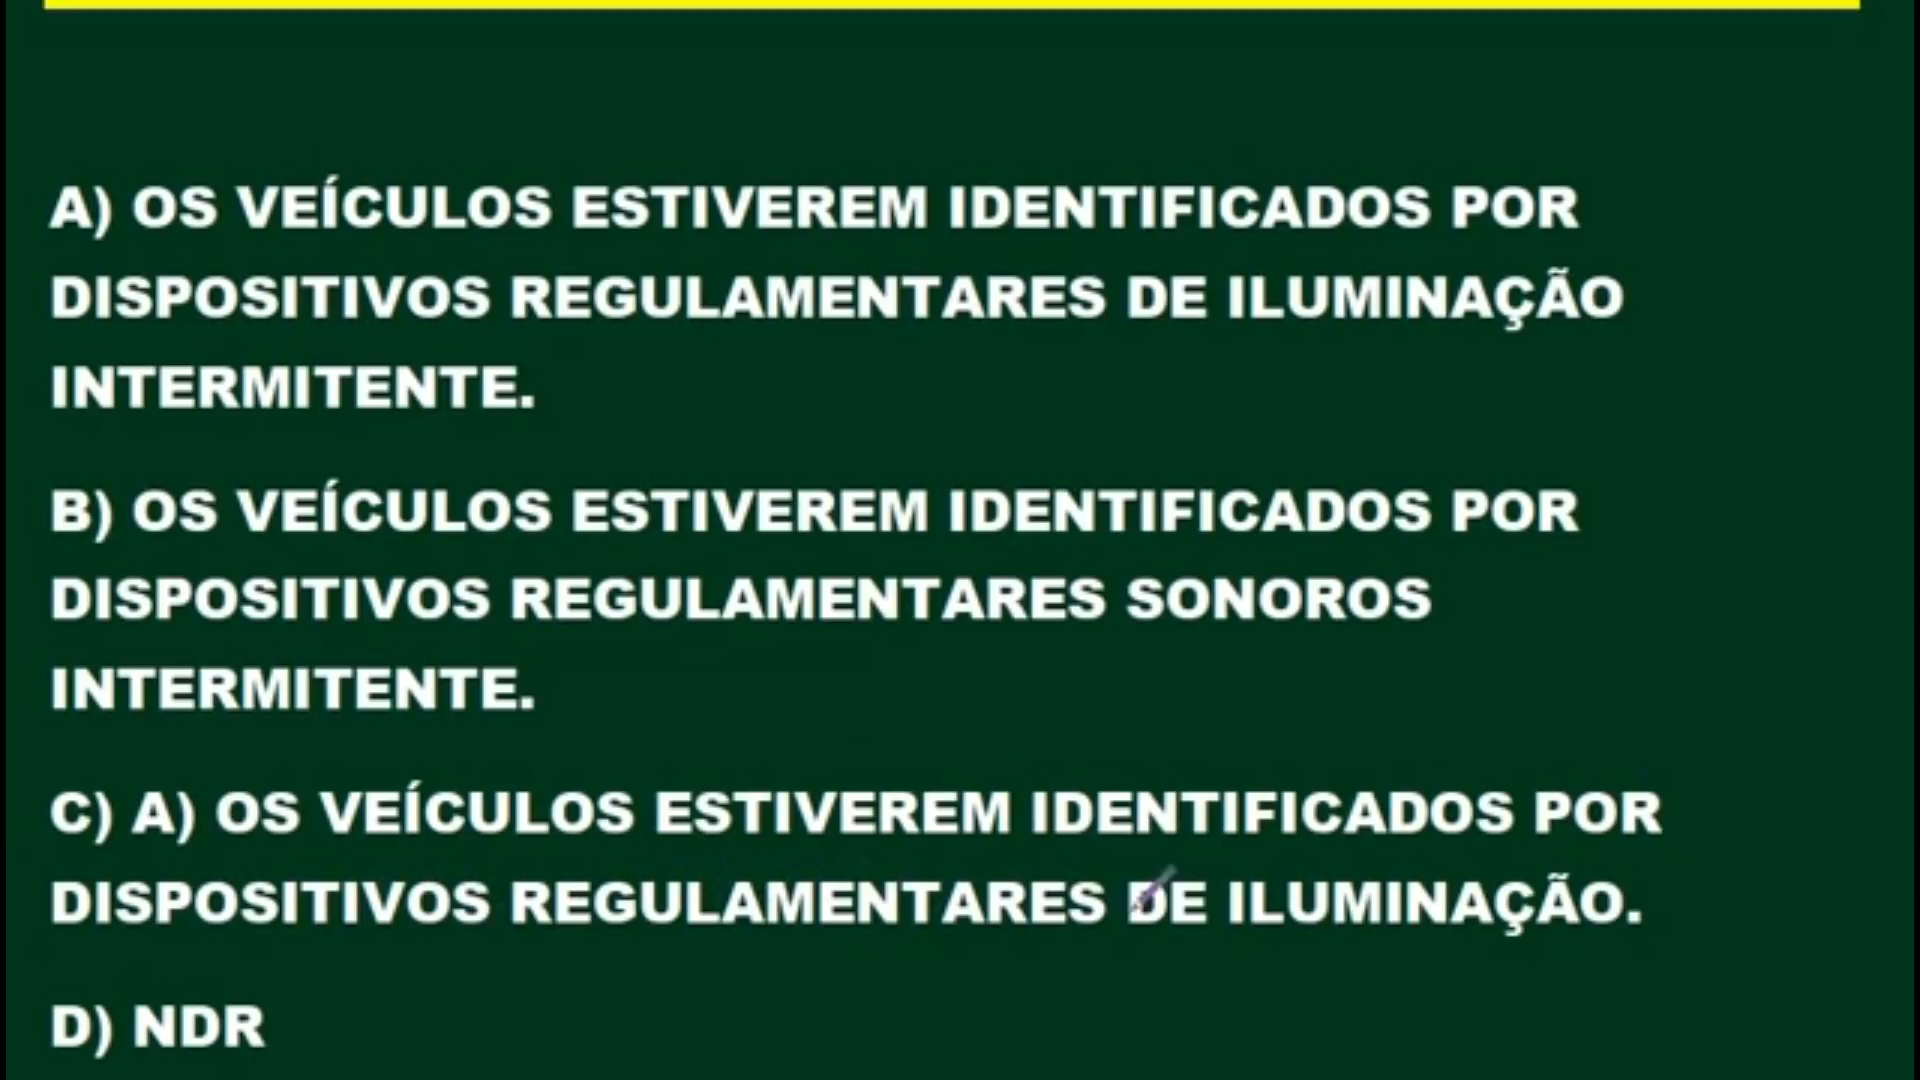 A) OS VEÍCULOS ESTIVEREM IDENTIFICADOS POR
DISPOSITIVOS REGULAMENTARES DE ILUMINAÇÃO
INTERMITENTE.
B) OS VEÍCULOS ESTIVEREM IDENTIFICADOS POR
DISPOSITIVOS REGULAMENTARES SONOROS
INTERMITENTE.
C) A) OS VEÍCULOS ESTIVEREM IDENTIFICADOS POR
DISPOSITIVOS REGULAMENTARES DE ILUMINAÇÃO.
D) NDR